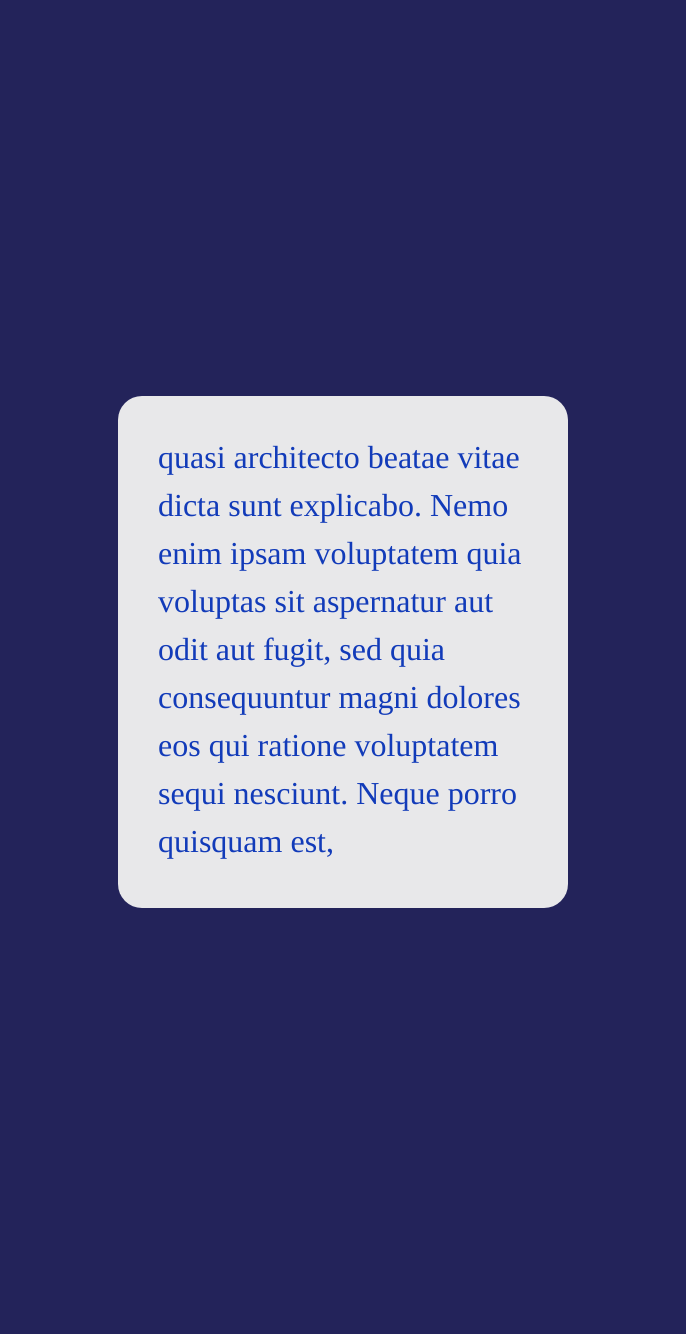 quasi architecto beatae vitae
dicta sunt explicabo. Nemo
enim ipsam voluptatem quia
voluptas sit aspernatur aut
odit aut fugit, sed quia
consequuntur magni dolores
eos qui ratione voluptatem
sequi nesciunt. Neque porro
quisquam est,